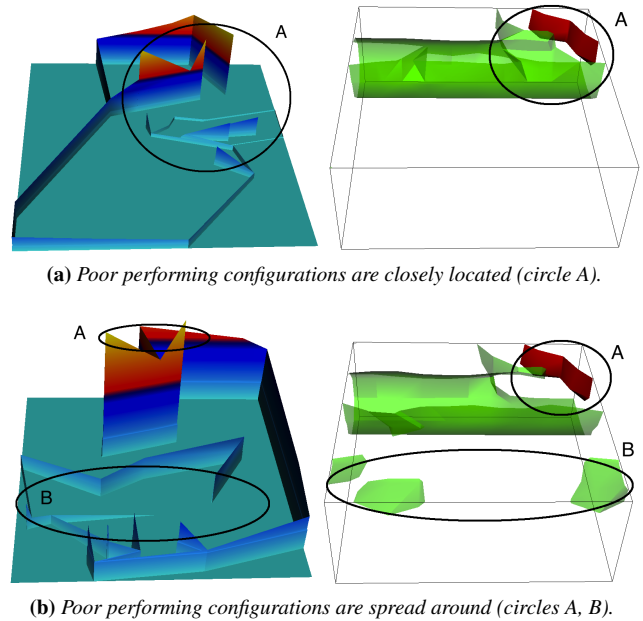 A
A
(a) Poor performing configurations are closely located (circle A).
A
A
B
B
(b) Poor performing configurations are spread around (circles A, B).